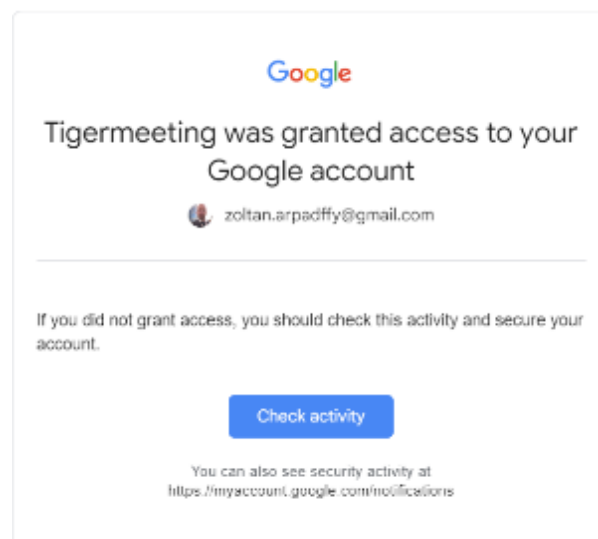 Google
Tigermeeting was granted access to your
Google account
zoltan.arpadffy@gmail.com
If you did not grant access, you should check this activity and secure your
account.
Check activity
You can also see security activity at
https://myaccount.google.com/notifications